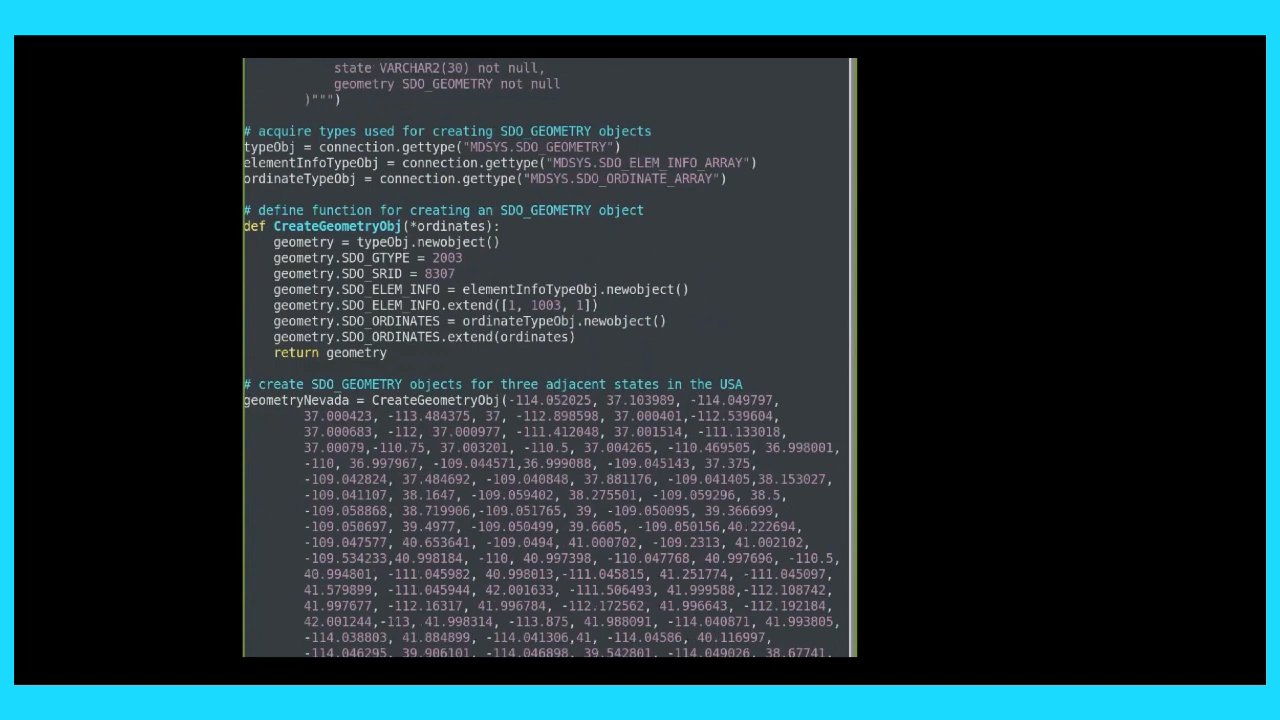 state VARCHAR2(30) not null,
geometry SDO_GEOMETRY not null
)""")
# acquire types used for creating SDO_GEOMETRY objects
typeObj = connection.gettype("MDSYS.SDO_GEOMETRY")
elementInfoTypeObj = connection.gettype("MDSYS.SDO_ELEM_INFO_ARRAY")
ordinateTypeObj = connection.gettype("MDSYS.SDO_ORDINATE_ARRAY")
# define function for creating an SDO_GEOMETRY object
def CreateGeometryObj(*ordinates):
geometry = typeObj.newobject()
geometry.SDO_GTYPE = 2003
geometry.SDO_SRID = 8307
geometry.SDO_ELEM_INFO = elementInfoTypeObj.newobject()
geometry.SDO_ELEM_INFO.extend([1, 1003, 1])
geometry.SDO_ORDINATES = ordinateTypeObj.newobject()
geometry.SDO_ORDINATES.extend(ordinates)
return geometry
# create SDO_GEOMETRY objects for three adjacent states in the USA
geometryNevada = CreateGeometryObj(-114.052025, 37.103989, -114.049797,
37.000423, -113.484375, 37, -112.898598, 37.000401,-112.539604,
37.000683, -112, 37.000977, -111.412048, 37.001514, -111.133018,
37.00079,-110.75, 37.003201, -110.5, 37.004265, -110.469505, 36.998001,
-110, 36.997967, -109.044571,36.999088, -109.045143, 37.375,
-109.042824, 37.484692, -109.040848, 37.881176, -109.041405,38.153027,
-109.041107, 38.1647, -109.059402, 38.275501, -109.059296, 38.5,
-109.058868, 38.719906,-109.051765, 39, -109.050095, 39.366699,
-109.050697, 39.4977, -109.050499, 39.6605, -109.050156,40.222694,
-109.047577, 40.653641, -109.0494, 41.000702, -109.2313, 41.002102,
-109.534233,40.998184, -110, 40.997398, -110.047768, 40.997696, -110.5,
40.994801, -111.045982, 40.998013,-111.045815, 41.251774, -111.045097,
41.579899, -111.045944, 42.001633, -111.506493, 41.999588,-112.108742,
41.997677, -112.16317, 41.996784, -112.172562, 41.996643, -112.192184,
42.001244,-113, 41.998314, -113.875, 41.988091, -114.040871, 41.993805,
-114.038803, 41.884899, -114.041306,41, -114.04586, 40.116997,
-114.046295, 39.906101, -114.046898, 39.542801, -114.049026, 38.67741,